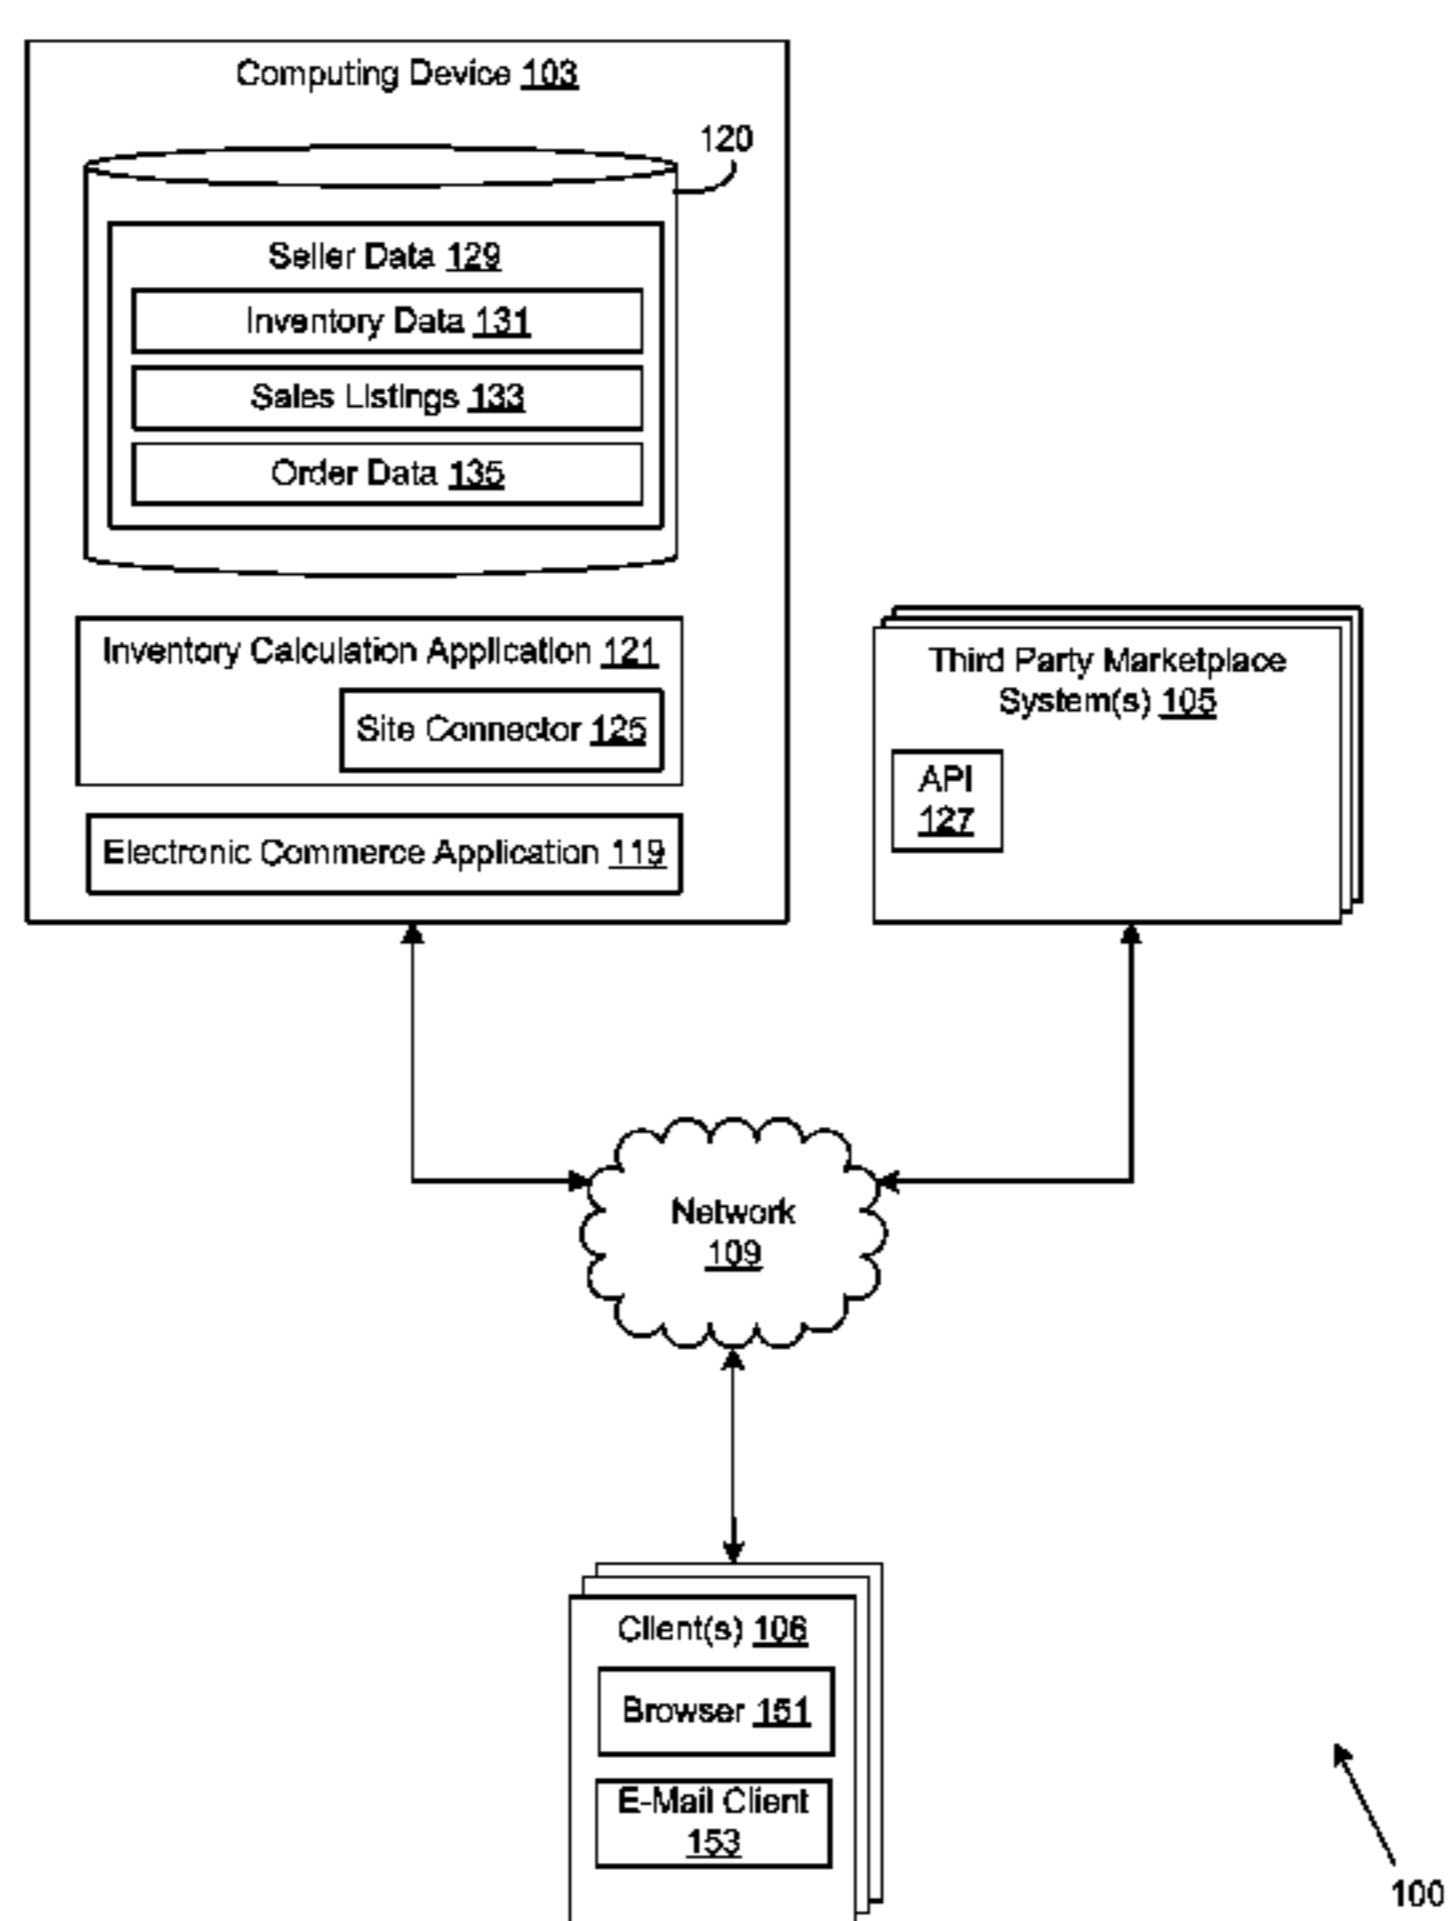 Computing Device 103
120
Seller Data 129
Inventory Data 131
Sales Listings 133
Order Data 135
Inventory Calculation Application 121
Site Connector 125
Electronic Commerce Application 119
Third Party Marketplace
System(s) 105
API
127
Network
109
Client(s) 106
Browser 151
E-Mail Client
153
100